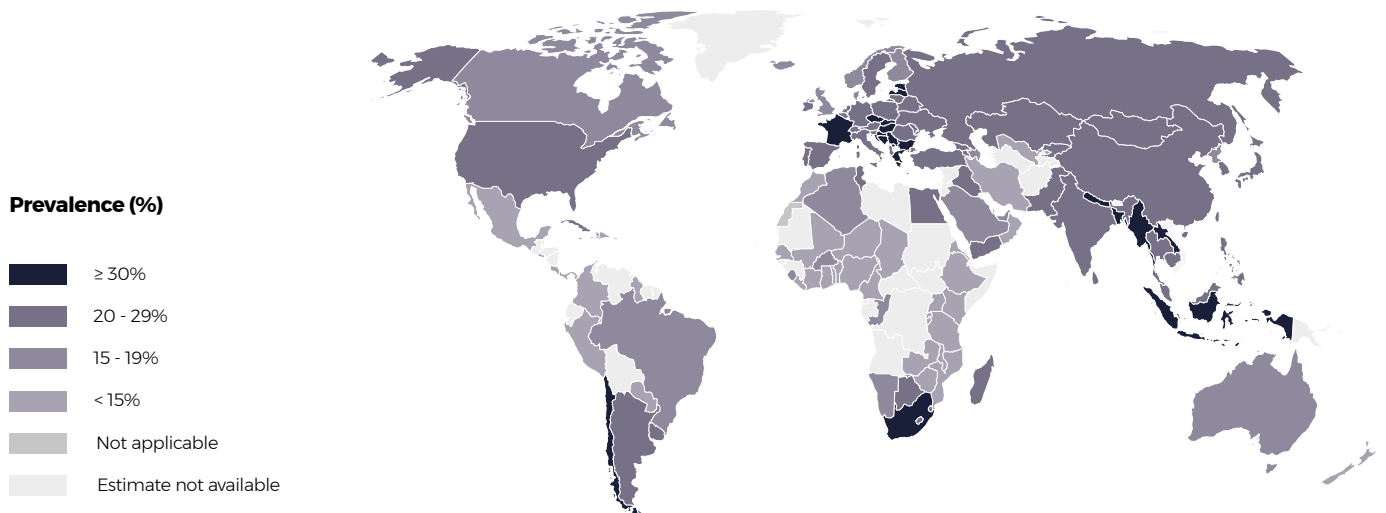 Prevalence (%)
≥ 30%
20 - 29%
15 - 19%
< 15%
Not applicable
Estimate not available